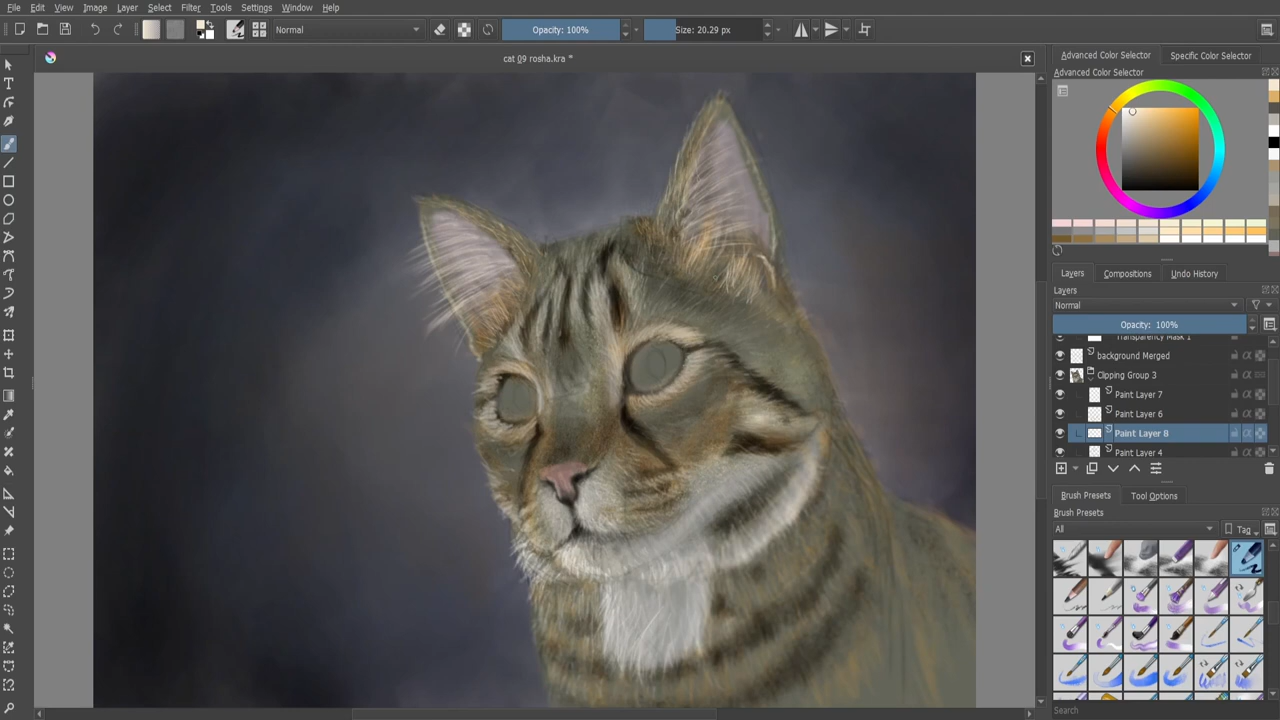 File Edit View Image Layer Select Filter Tools Settings Window Help
Normal Opacity: 100% Size: 20.29 px
cat 09 rosha.kra *
Advanced Color Selector Specific Color Selector
Advanced Color Selector
Layers Compositions Undo History
Layers
Normal
Opacity: 100%
Transparency Mask 1
background Merged
Clipping Group 3
Paint Layer 7
Paint Layer 6
Paint Layer 8
Paint Layer 4
Brush Presets Tool Options
Brush Presets
All Tag
Search